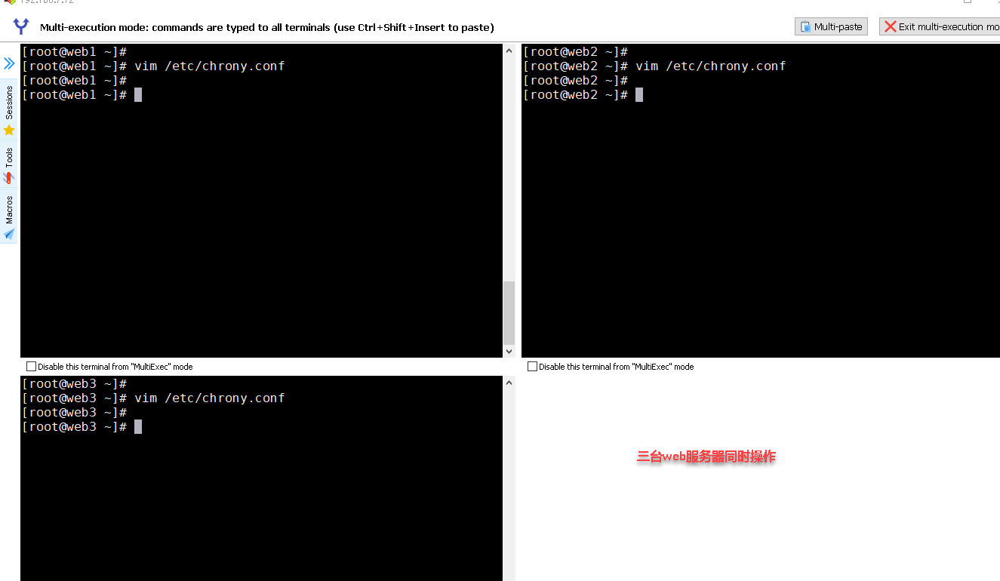 Multi-execution mode: commands are typed to all terminals (use Ctrl+Shift+Insert to paste)
Multi-paste
Exit multi-execution mo
Sessions
Tools
Macros
[root@web1 ~]#
[root@web1 ~]# vim /etc/chrony.conf
[root@web1 ~]#
[root@web1 ~]#
[root@web2 ~]#
[root@web2 ~]# vim /etc/chrony.conf
[root@web2 ~]#
[root@web2 ~]#
Disable this terminal from "MultiExec" mode
Disable this terminal from "MultiExec" mode
[root@web3 ~]#
[root@web3 ~]# vim /etc/chrony.conf
[root@web3 ~]#
[root@web3 ~]#
三台web服务器同时操作